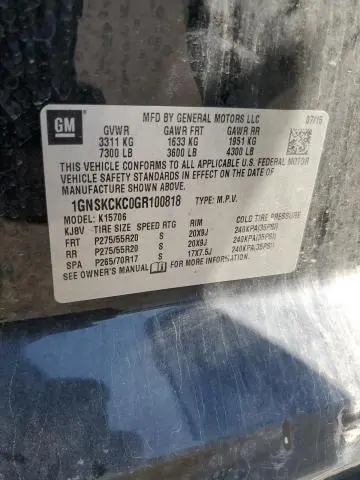 GM
MFD BY GENERAL MOTORS LLC 07/15
GVWR GAWR FRT GAWR RR
3311 KG 1633 KG 1951 KG
7300 LB 3600 LB 4300 LB
THIS VEHICLE CONFORMS TO ALL APPLICABLE U.S. FEDERAL MOTOR
VEHICLE SAFETY STANDARDS IN EFFECT ON THE DATE OF
MANUFACTURE SHOWN ABOVE.
1GNSKCKC0GR100818 TYPE: M.P.V.
MODEL: K15706
KJ8V TIRE SIZE SPEED RTG RIM COLD TIRE PRESSURE
FRT P275/55R20 S 20X9J 240KPA(35PSI)
RR P275/55R20 S 20X9J 240KPA(35PSI)
SPA P265/70R17 S 17X7.5J 240KPA(35PSI)
SEE OWNER'S MANUAL FOR